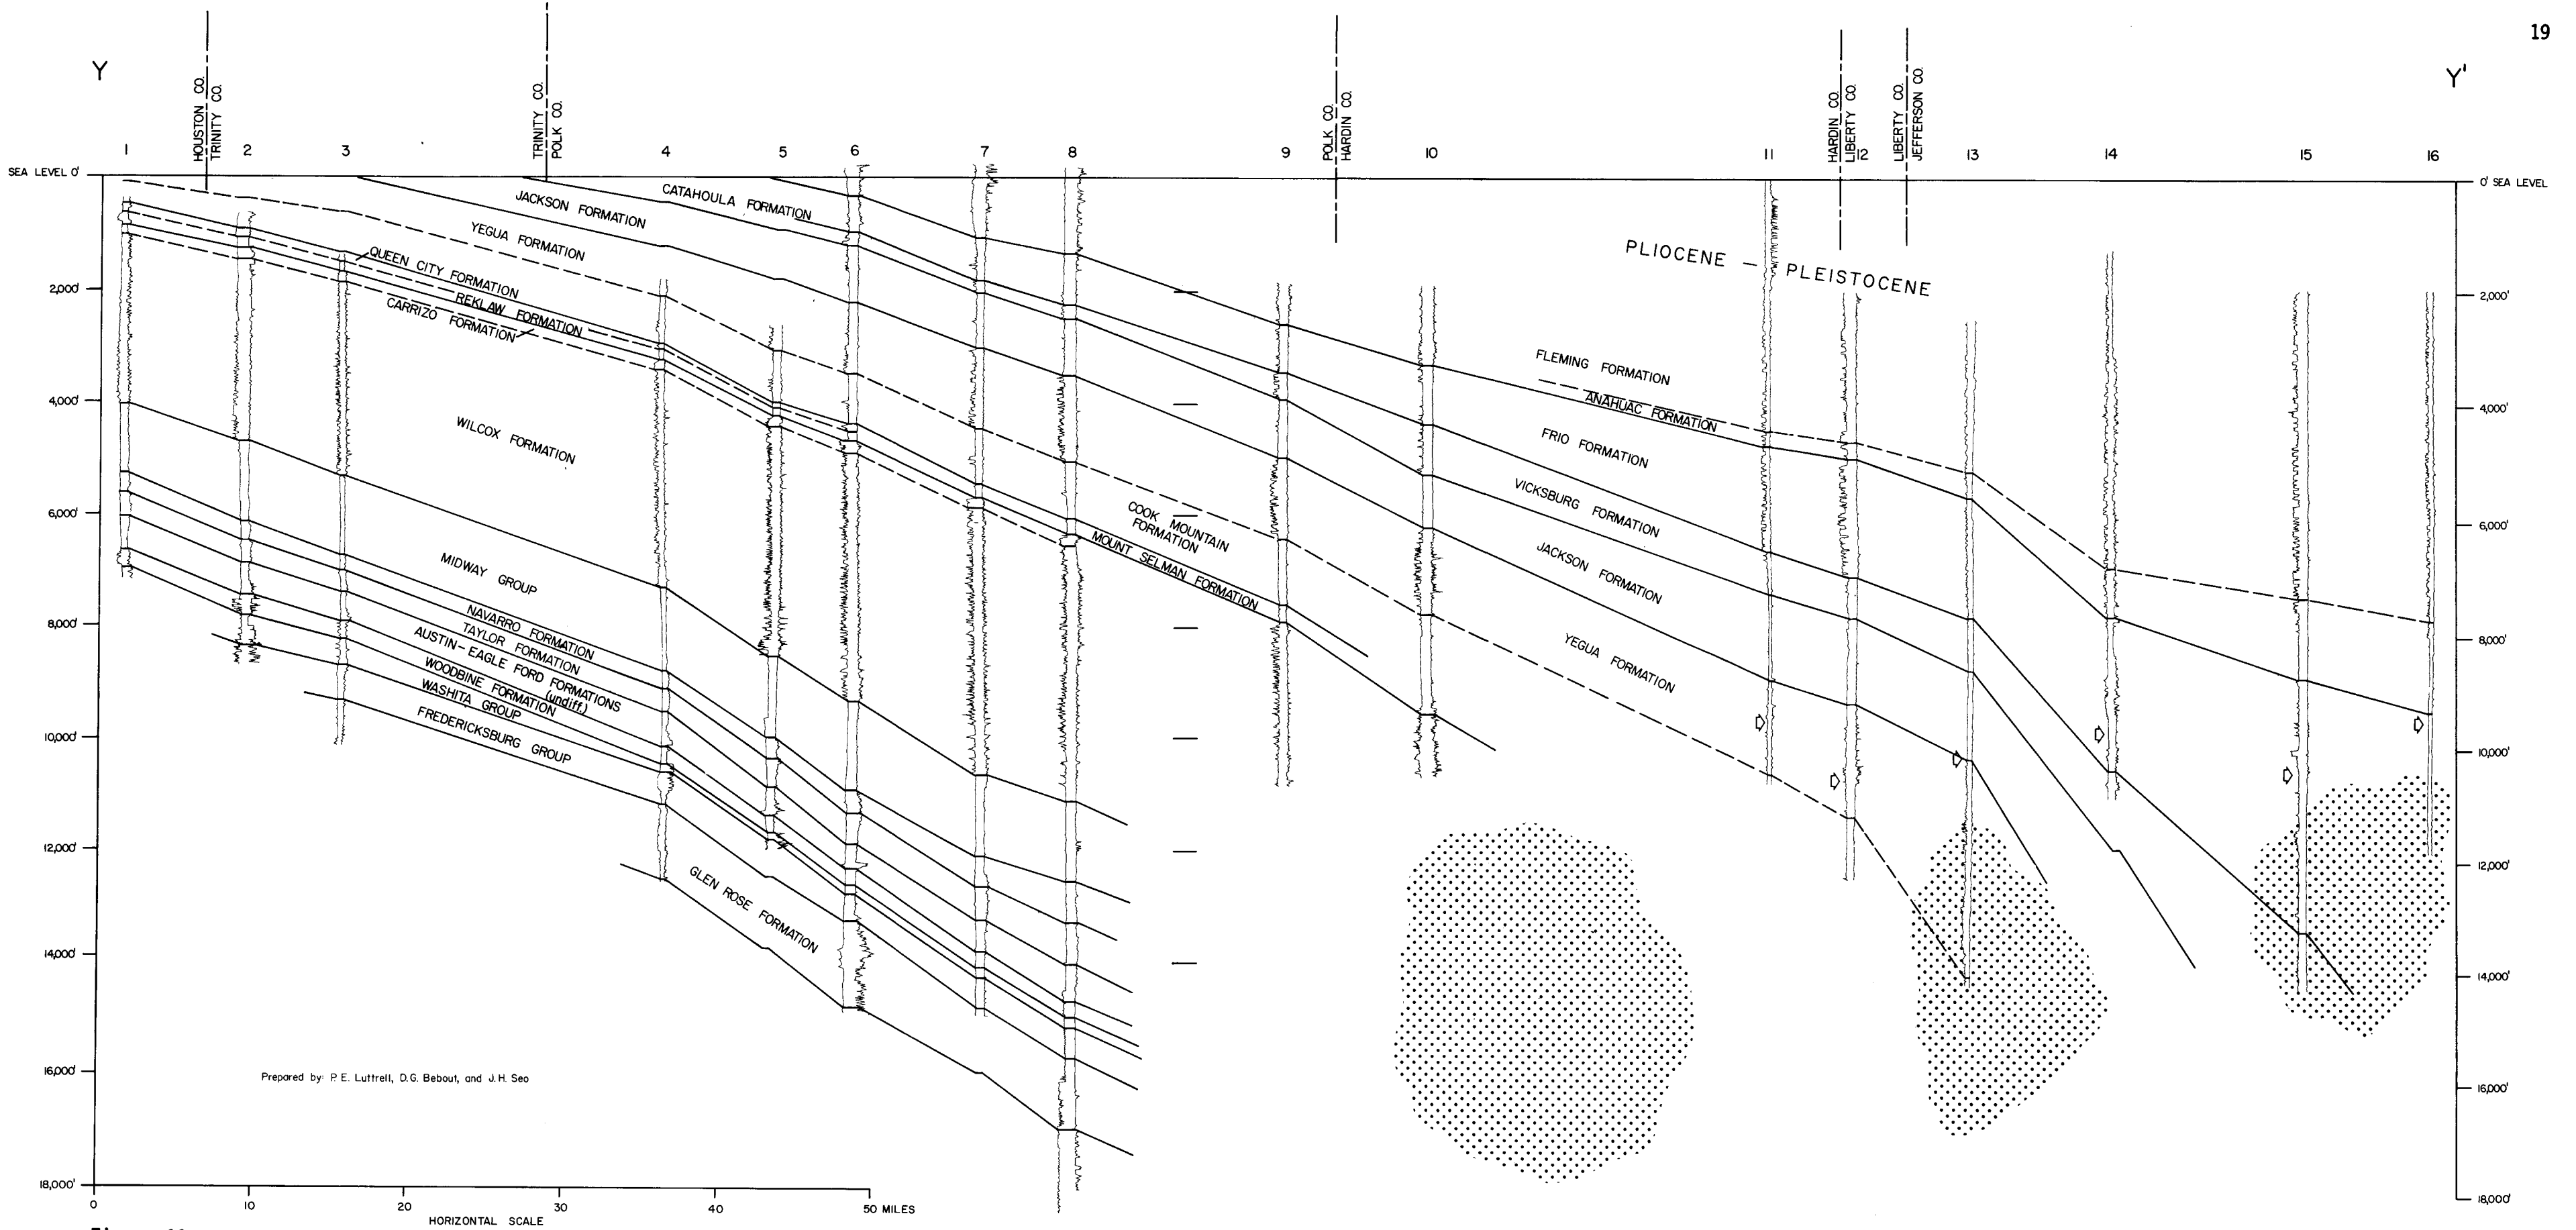 19
Y
Y'
HOUSTON CO.
TRINITY CO.
TRINITY CO.
POLK CO.
POLK CO.
HARDIN CO.
HARDIN CO.
LIBERTY CO.
LIBERTY CO.
JEFFERSON CO.
1 2 3 4 5 6 7 8 9 10 11 12 13 14 15 16
SEA LEVEL 0'
0' SEA LEVEL
CATAHOULA FORMATION
JACKSON FORMATION
YEGUA FORMATION
QUEEN CITY FORMATION
REKLAW FORMATION
CARRIZO FORMATION
WILCOX FORMATION
MIDWAY GROUP
NAVARRO FORMATION
TAYLOR FORMATION
AUSTIN-EAGLE FORD FORMATIONS
(undiff.)
WOODBINE FORMATION
WASHITA GROUP
FREDERICKSBURG GROUP
GLEN ROSE FORMATION
COOK MOUNTAIN
FORMATION
MOUNT SELMAN FORMATION
PLIOCENE — PLEISTOCENE
FLEMING FORMATION
ANAHUAC FORMATION
FRIO FORMATION
VICKSBURG FORMATION
JACKSON FORMATION
YEGUA FORMATION
2,000'
4,000'
6,000'
8,000'
10,000'
12,000'
14,000'
16,000'
18,000'
2,000'
4,000'
6,000'
8,000'
10,000'
12,000'
14,000'
16,000'
18,000'
Prepared by: P. E. Luttrell, D.G. Bebout, and J. H. Seo
0 10 20 30 40 50 MILES
HORIZONTAL SCALE